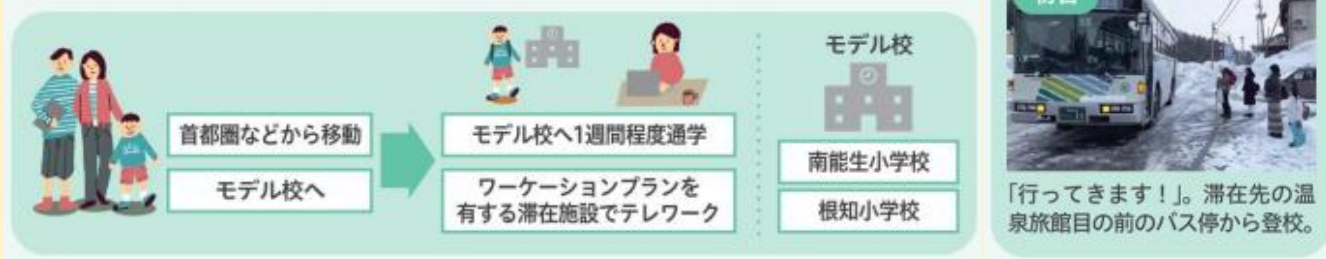 首都圏などから移動
モデル校へ
モデル校へ1週間程度通学
ワーケーションプランを
有する滞在施設でテレワーク
モデル校
南能生小学校
根知小学校
「行ってきます！」。滞在先の温
泉旅館目の前のバス停から登校。